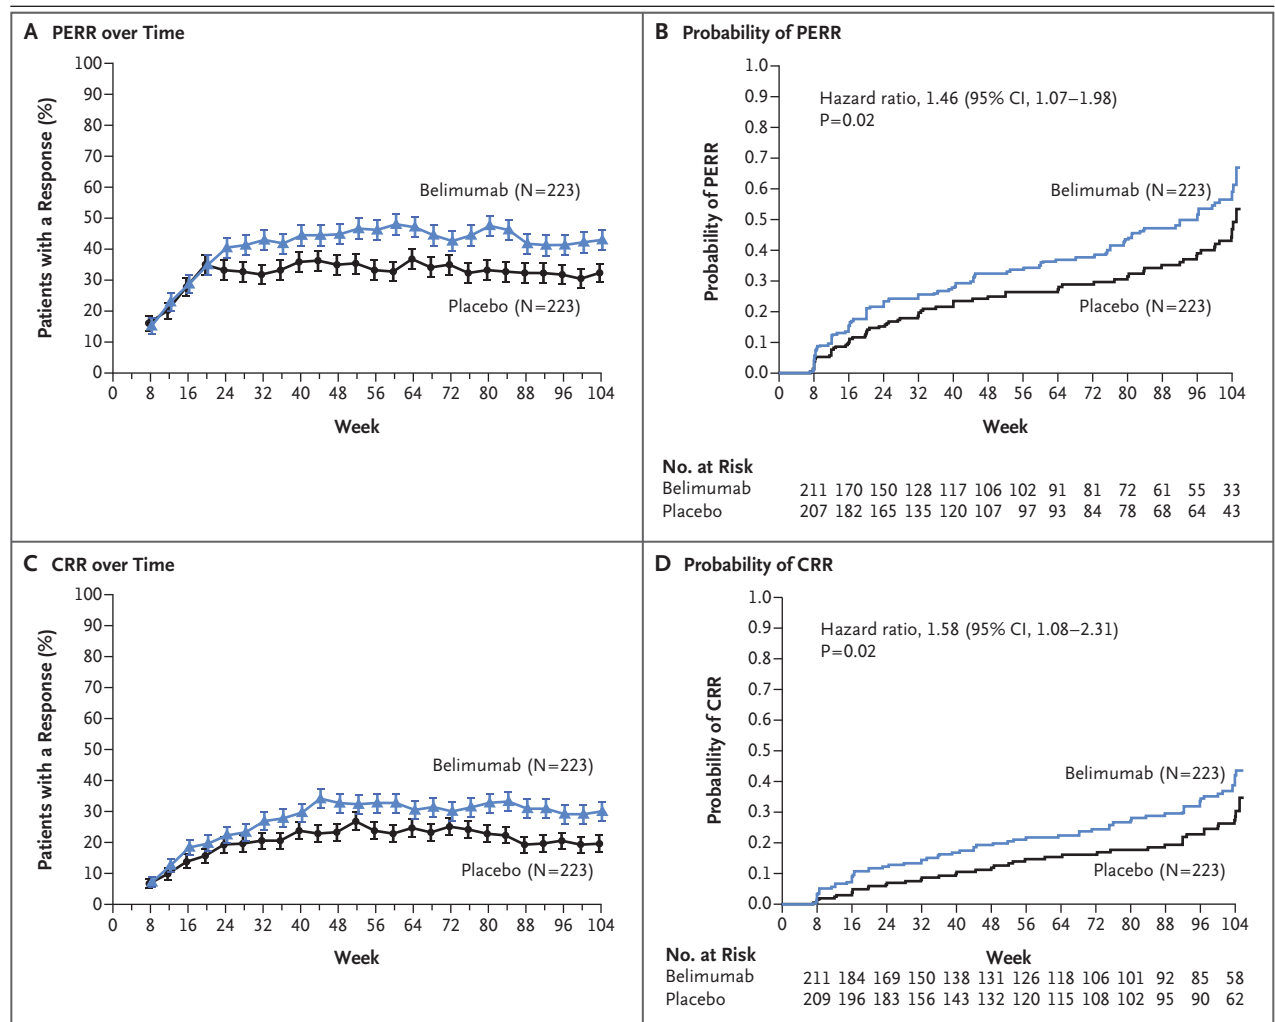 A PERR over Time
Patients with a Response (%)
100
90
80
70
60
50
40
30
20
10
0
Belimumab (N=223)
Placebo (N=223)
0 8 16 24 32 40 48 56 64 72 80 88 96 104
Week
B Probability of PERR
Probability of PERR
1.0
0.9
0.8
0.7
0.6
0.5
0.4
0.3
0.2
0.1
0.0
Hazard ratio, 1.46 (95% CI, 1.07–1.98)
P=0.02
Belimumab (N=223)
Placebo (N=223)
0 8 16 24 32 40 48 56 64 72 80 88 96 104
Week
No. at Risk
Belimumab 211 170 150 128 117 106 102 91 81 72 61 55 33
Placebo 207 182 165 135 120 107 97 93 84 78 68 64 43
C CRR over Time
Patients with a Response (%)
100
90
80
70
60
50
40
30
20
10
0
Belimumab (N=223)
Placebo (N=223)
0 8 16 24 32 40 48 56 64 72 80 88 96 104
Week
D Probability of CRR
Probability of CRR
1.0
0.9
0.8
0.7
0.6
0.5
0.4
0.3
0.2
0.1
0.0
Hazard ratio, 1.58 (95% CI, 1.08–2.31)
P=0.02
Belimumab (N=223)
Placebo (N=223)
0 8 16 24 32 40 48 56 64 72 80 88 96 104
Week
No. at Risk
Belimumab 211 184 169 150 138 131 126 118 106 101 92 85 58
Placebo 209 196 183 156 143 132 120 115 108 102 95 90 62